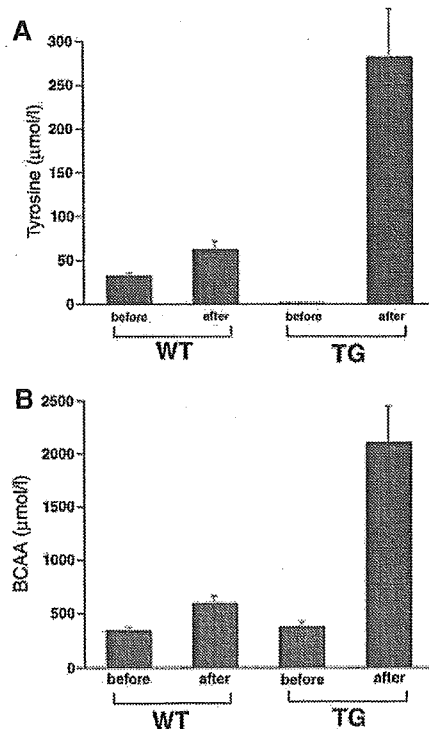 A
Tyrosine (µmol/l)
300
250
200
150
100
50
0
before
after
before
after
WT
TG
B
BCAA (µmol/l)
2500
2000
1500
1000
500
0
before
after
before
after
WT
TG